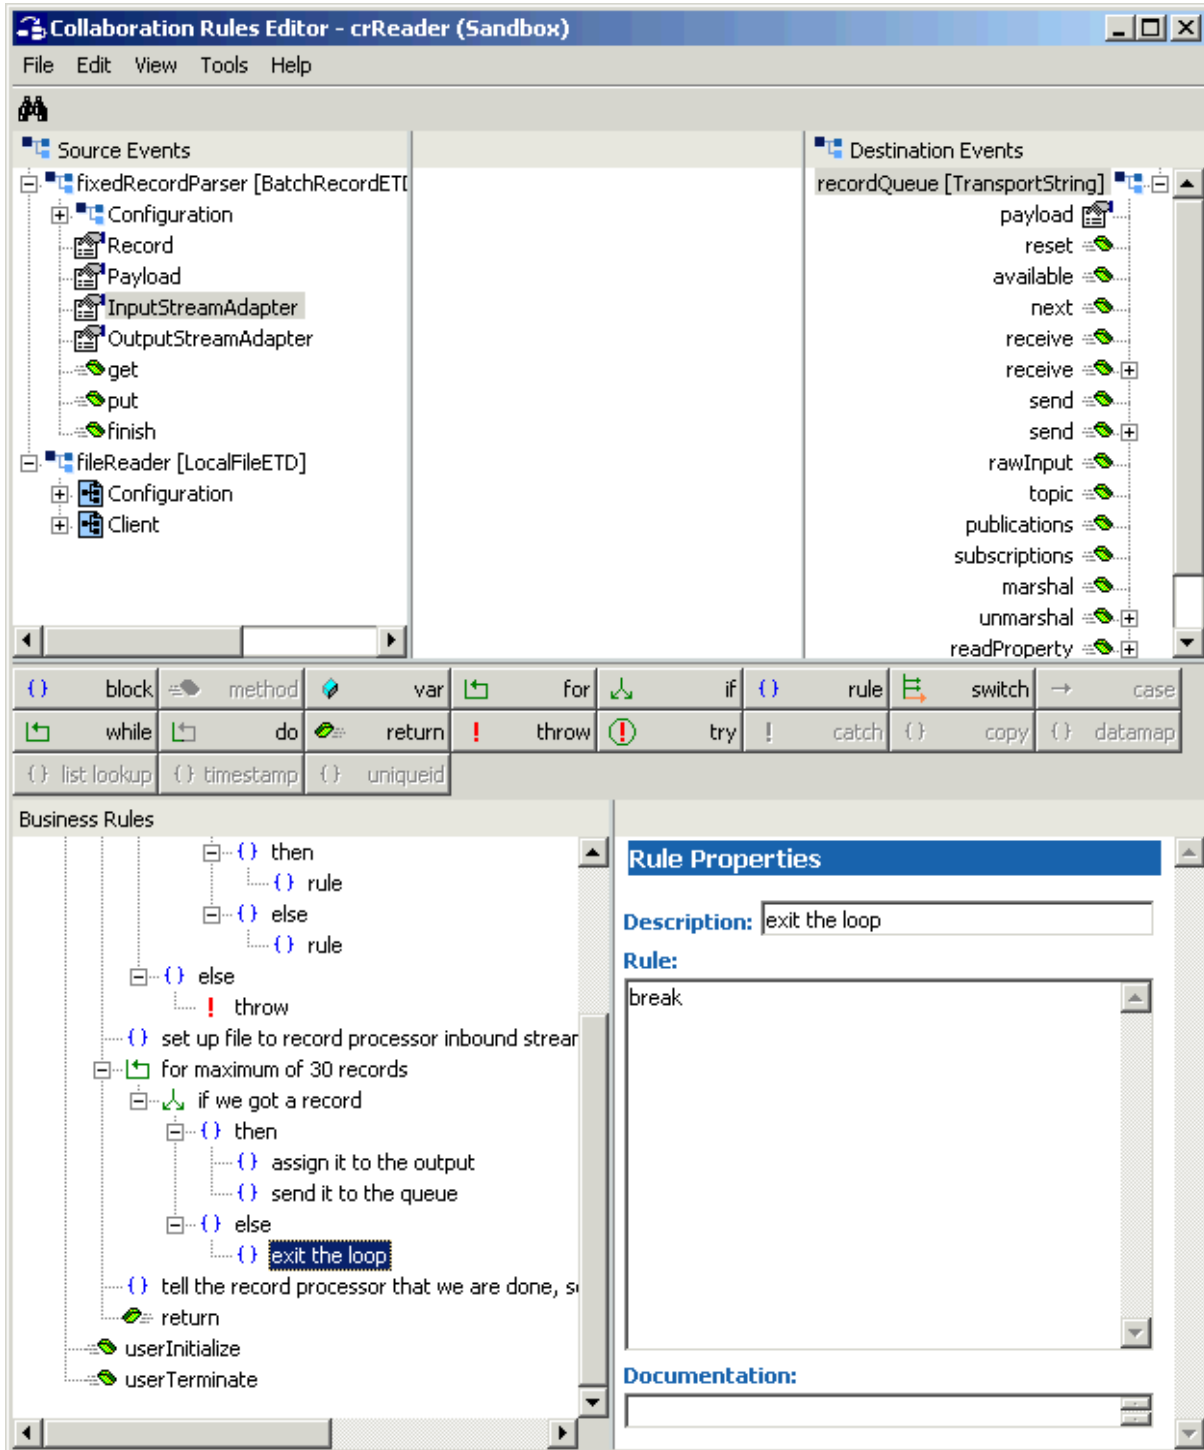 Collaboration Rules Editor - crReader (Sandbox)
File Edit View Tools Help
Source Events
fixedRecordParser [BatchRecordETD
Configuration
Record
Payload
InputStreamAdapter
OutputStreamAdapter
get
put
finish
fileReader [LocalFileETD]
Configuration
Client
Destination Events
recordQueue [TransportString]
payload
reset
available
next
receive
receive
send
send
rawInput
topic
publications
subscriptions
marshal
unmarshal
readProperty
{} block method var for if {} rule switch case
while do return throw try catch {} copy {} datamap
{} list lookup {} timestamp {} uniqueid
Business Rules
{} then
{} rule
{} else
{} rule
{} else
! throw
{} set up file to record processor inbound stream
for maximum of 30 records
if we got a record
{} then
{} assign it to the output
{} send it to the queue
{} else
{} exit the loop
{} tell the record processor that we are done, s
return
userInitialize
userTerminate
Rule Properties
Description: exit the loop
Rule:
break
Documentation: